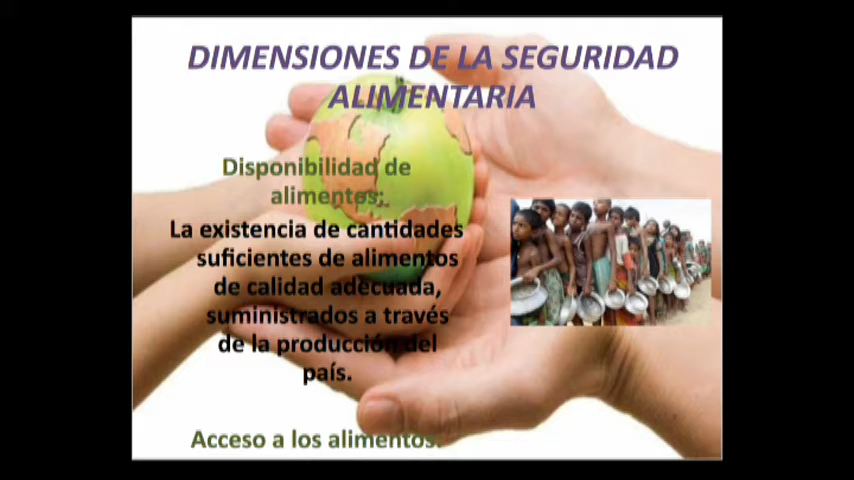 DIMENSIONES DE LA SEGURIDAD
ALIMENTARIA
Disponibilidad de
alimentos:
La existencia de cantidades
suficientes de alimentos
de calidad adecuada,
suministrados a través
de la producción del
país.
Acceso a los alimentos: